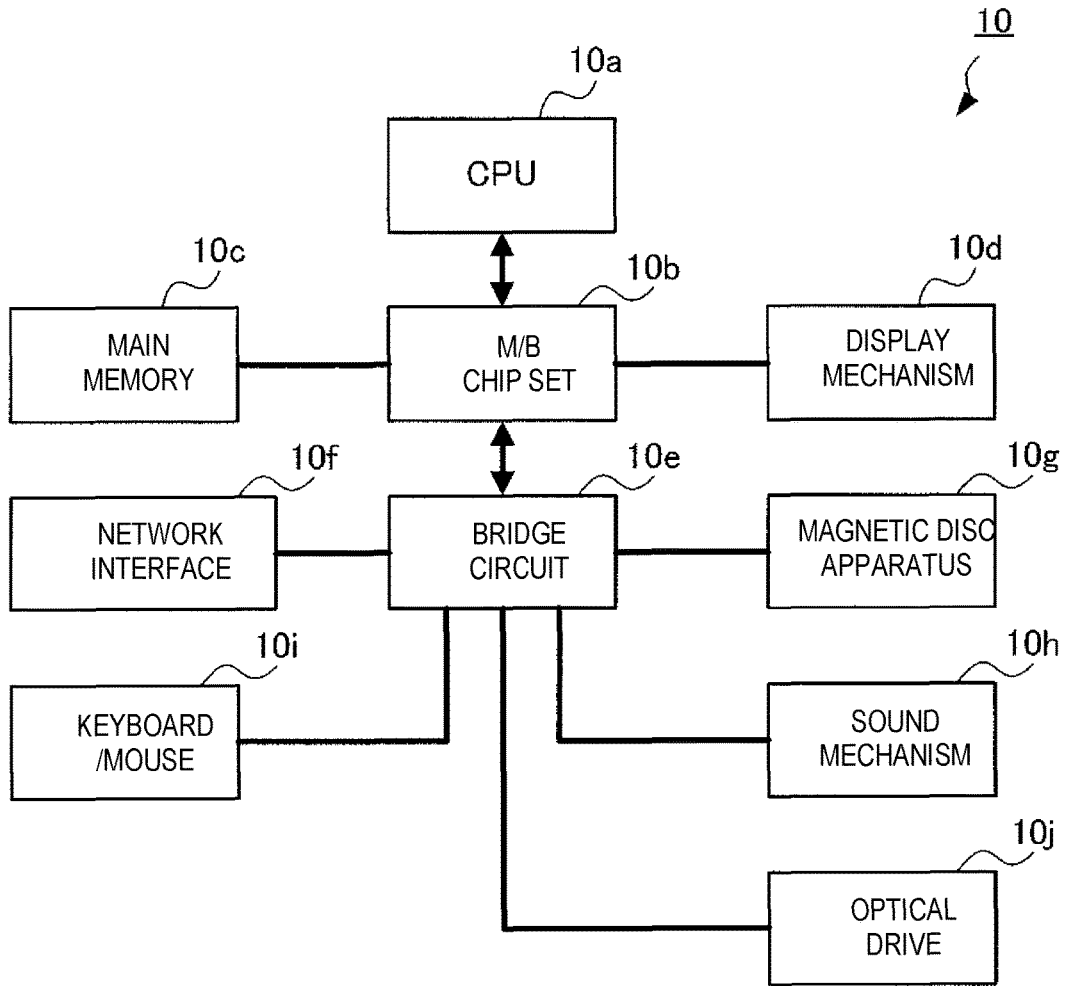 10
10a
CPU
10c
10b
10d
MAIN
MEMORY
M/B
CHIP SET
DISPLAY
MECHANISM
10f
10e
10g
NETWORK
INTERFACE
BRIDGE
CIRCUIT
MAGNETIC DISC
APPARATUS
10i
10h
KEYBOARD
/MOUSE
SOUND
MECHANISM
10j
OPTICAL
DRIVE